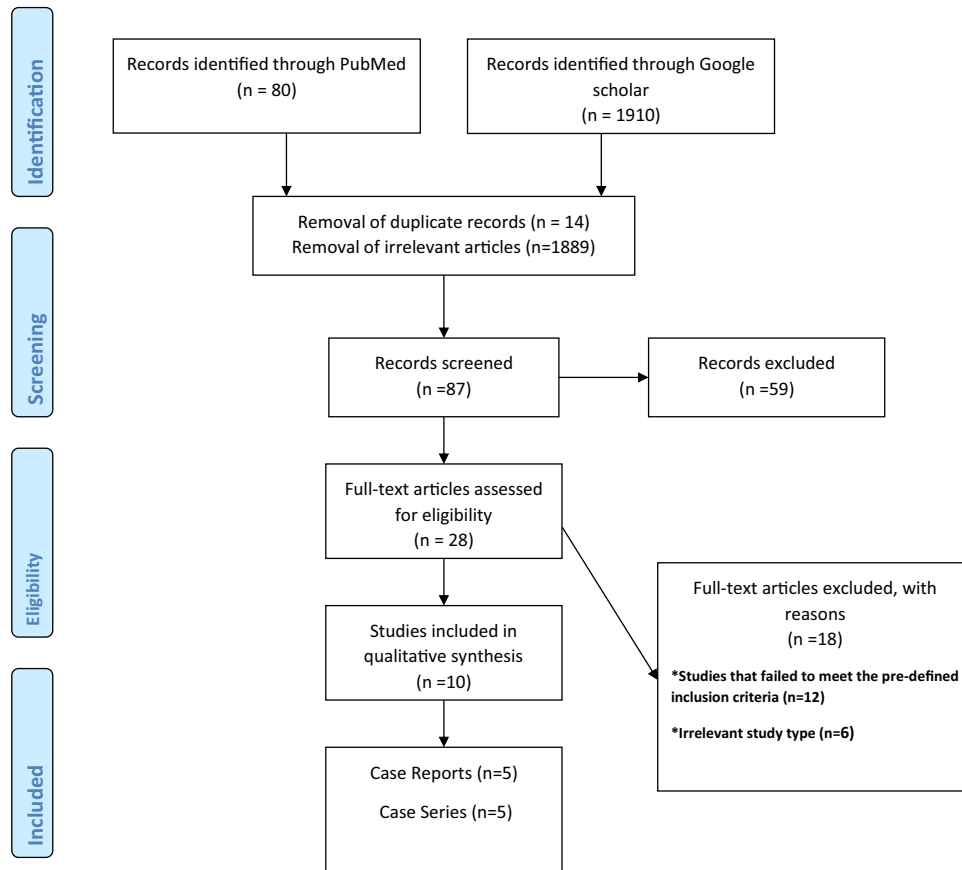 Identification
Records identified through PubMed
(n = 80)
Records identified through Google
scholar
(n = 1910)
Removal of duplicate records (n = 14)
Removal of irrelevant articles (n=1889)
Screening
Records screened
(n =87)
Records excluded
(n =59)
Eligibility
Full-text articles assessed
for eligibility
(n = 28)
Full-text articles excluded, with
reasons
(n =18)
*Studies that failed to meet the pre-defined
inclusion criteria (n=12)
*Irrelevant study type (n=6)
Studies included in
qualitative synthesis
(n =10)
Included
Case Reports (n=5)
Case Series (n=5)